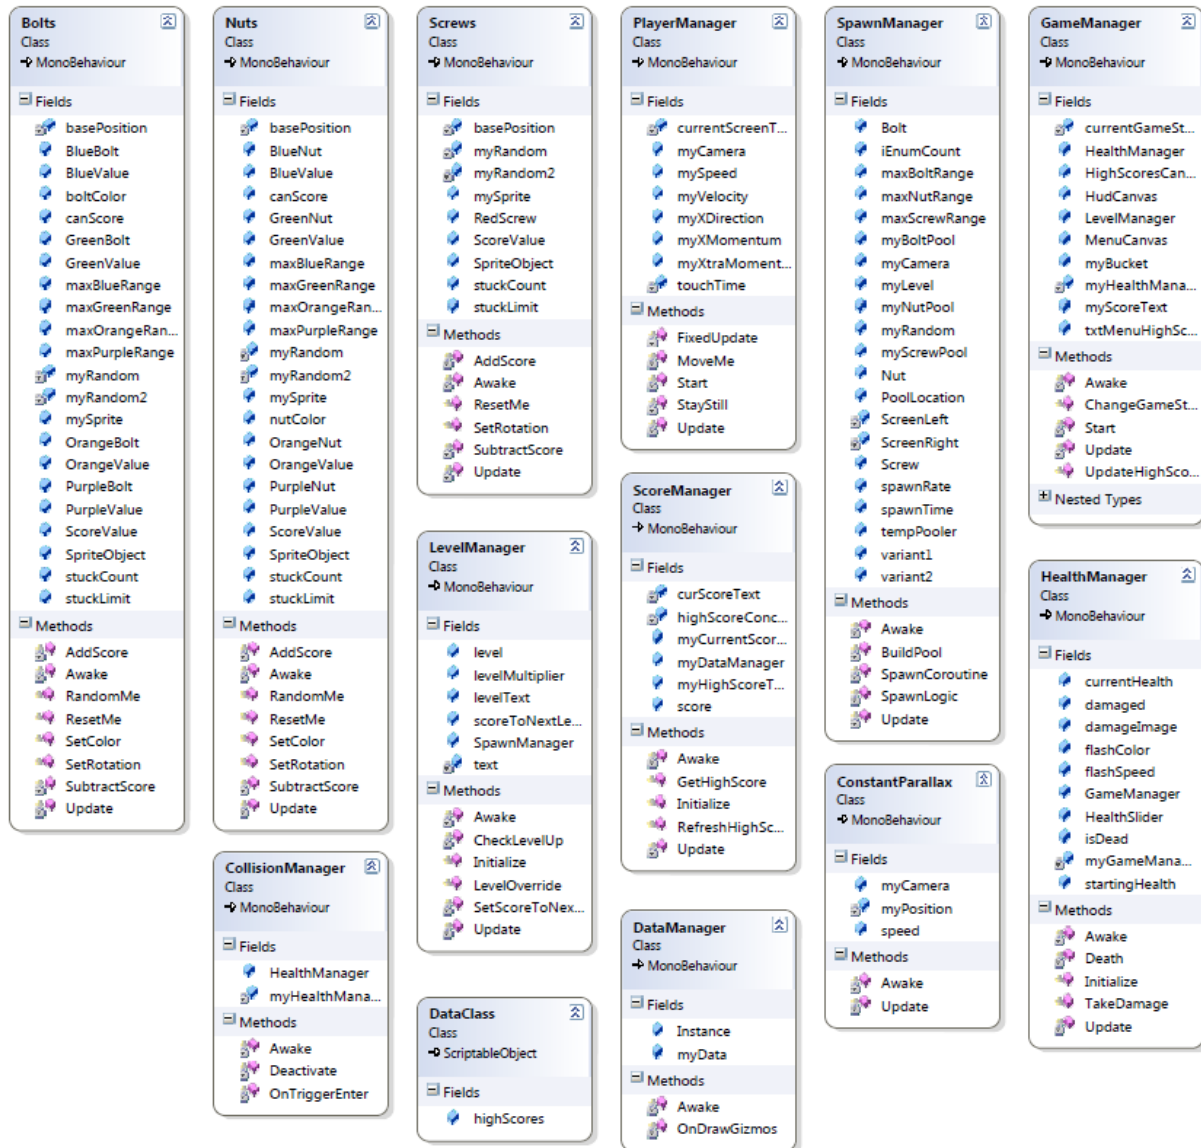 Bolts
Class
MonoBehaviour
Fields
basePosition
BlueBolt
BlueValue
boltColor
canScore
GreenBolt
GreenValue
maxBlueRange
maxGreenRange
maxOrangeRan...
maxPurpleRange
myRandom
myRandom2
mySprite
OrangeBolt
OrangeValue
PurpleBolt
PurpleValue
ScoreValue
SpriteObject
stuckCount
stuckLimit
Methods
AddScore
Awake
RandomMe
ResetMe
SetColor
SetRotation
SubtractScore
Update
Nuts
Class
MonoBehaviour
Fields
basePosition
BlueNut
BlueValue
canScore
GreenNut
GreenValue
maxBlueRange
maxGreenRange
maxOrangeRan...
maxPurpleRange
myRandom
myRandom2
mySprite
nutColor
OrangeNut
OrangeValue
PurpleNut
PurpleValue
ScoreValue
SpriteObject
stuckCount
stuckLimit
Methods
AddScore
Awake
RandomMe
ResetMe
SetColor
SetRotation
SubtractScore
Update
CollisionManager
Class
MonoBehaviour
Fields
HealthManager
myHealthMana...
Methods
Awake
Deactivate
OnTriggerEnter
Screws
Class
MonoBehaviour
Fields
basePosition
myRandom
myRandom2
mySprite
RedScrew
ScoreValue
SpriteObject
stuckCount
stuckLimit
Methods
AddScore
Awake
ResetMe
SetRotation
SubtractScore
Update
LevelManager
Class
MonoBehaviour
Fields
level
levelMultiplier
levelText
scoreToNextLe...
SpawnManager
text
Methods
Awake
CheckLevelUp
Initialize
LevelOverride
SetScoreToNex...
Update
DataClass
Class
ScriptableObject
Fields
highScores
PlayerManager
Class
MonoBehaviour
Fields
currentScreenT...
myCamera
mySpeed
myVelocity
myXDirection
myXMomentum
myXtraMoment...
touchTime
Methods
FixedUpdate
MoveMe
Start
StayStill
Update
ScoreManager
Class
MonoBehaviour
Fields
curScoreText
highScoreConc...
myCurrentScor...
myDataManager
myHighScoreT...
score
Methods
Awake
GetHighScore
Initialize
RefreshHighSc...
Update
DataManager
Class
MonoBehaviour
Fields
Instance
myData
Methods
Awake
OnDrawGizmos
SpawnManager
Class
MonoBehaviour
Fields
Bolt
iEnumCount
maxBoltRange
maxNutRange
maxScrewRange
myBoltPool
myCamera
myLevel
myNutPool
myRandom
myScrewPool
Nut
PoolLocation
ScreenLeft
ScreenRight
Screw
spawnRate
spawnTime
tempPooler
variant1
variant2
Methods
Awake
BuildPool
SpawnCoroutine
SpawnLogic
Update
ConstantParallax
Class
MonoBehaviour
Fields
myCamera
myPosition
speed
Methods
Awake
Update
GameManager
Class
MonoBehaviour
Fields
currentGameSt...
HealthManager
HighScoresCan...
HudCanvas
LevelManager
MenuCanvas
myBucket
myHealthMana...
myScoreText
txtMenuHighSc...
Methods
Awake
ChangeGameSt...
Start
Update
UpdateHighSco...
Nested Types
HealthManager
Class
MonoBehaviour
Fields
currentHealth
damaged
damageImage
flashColor
flashSpeed
GameManager
HealthSlider
isDead
myGameMana...
startingHealth
Methods
Awake
Death
Initialize
TakeDamage
Update